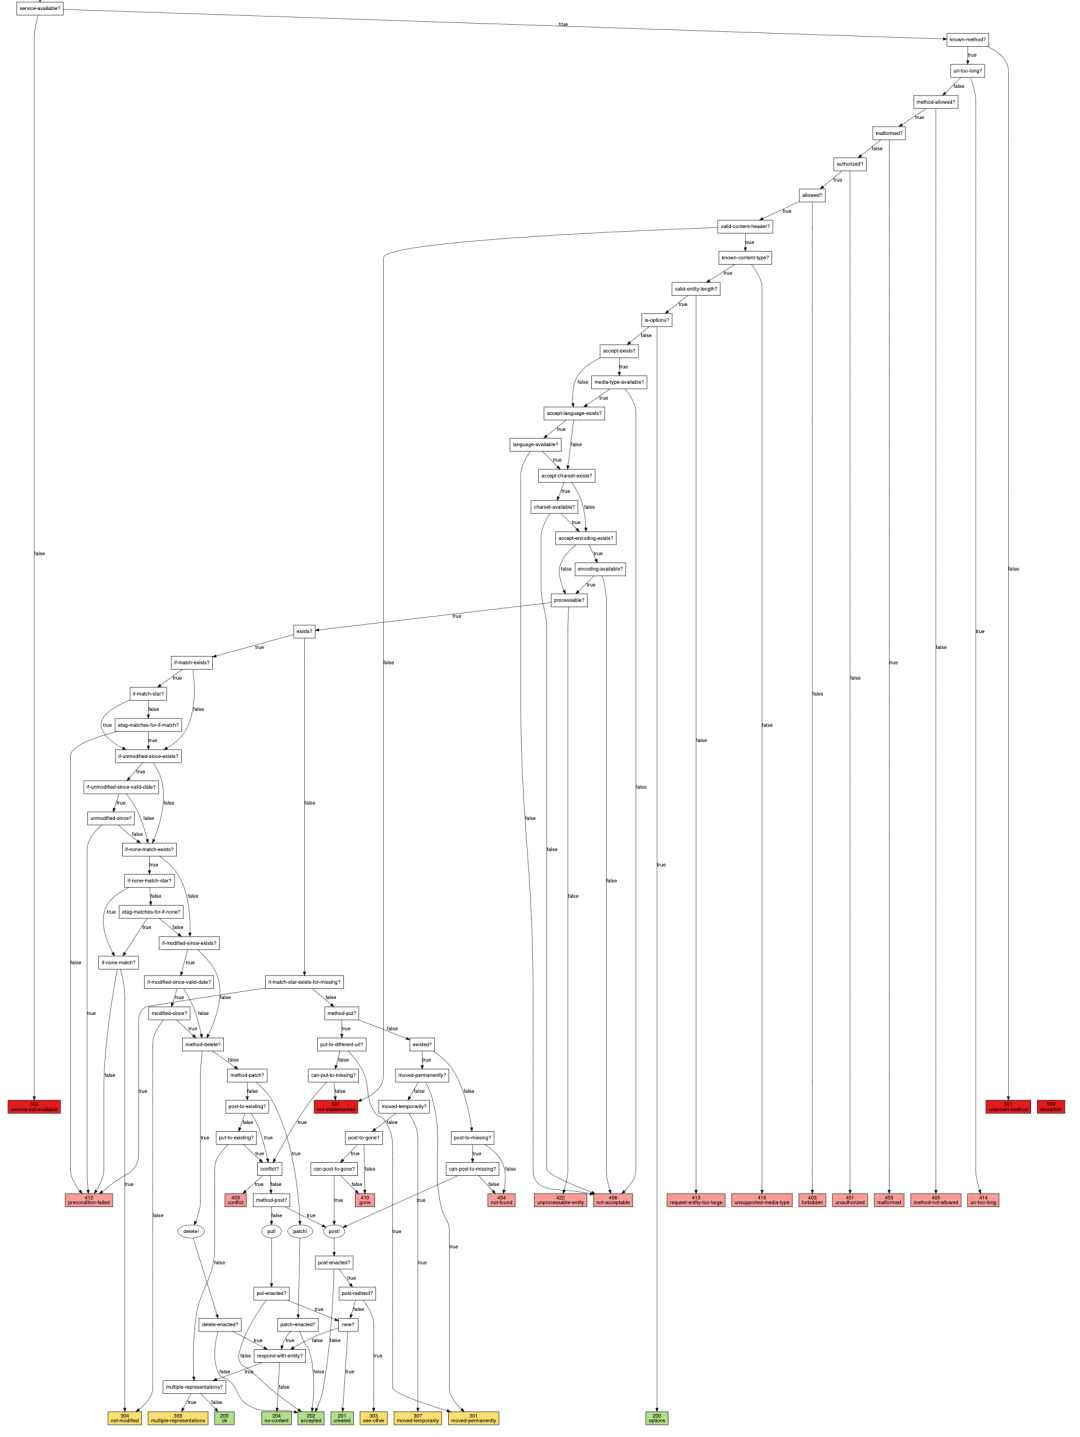 service-available?
true
known-method?
true
uri-too-long?
false
method-allowed?
true
malformed?
false
authorized?
true
allowed?
true
valid-content-header?
true
known-content-type?
true
valid-entity-length?
true
is-options?
false
accept-exists?
true
media-type-available?
false
true
accept-language-exists?
true
language-available?
false
true
accept-charset-exists?
true
charset-available?
false
true
accept-encoding-exists?
true
false
false
encoding-available?
true
false
processable?
true
true
exists?
true
false
if-match-exists?
true
false
true
false
if-match-star?
false
false
false
true
etag-matches-for-if-match?
true
false
if-unmodified-since-exists?
true
if-unmodified-since-valid-date?
true
false
false
unmodified-since?
false
false
false
if-none-match-exists?
true
true
if-none-match-star?
false
false
false
true
etag-matches-for-if-none?
true
false
if-modified-since-exists?
false
true
if-none-match?
true
if-modified-since-valid-date?
if-match-star-exists-for-missing?
true
false
false
true
modified-since?
false
method-put?
true
true
false
method-delete?
put-to-different-url?
existed?
false
false
true
false
method-patch?
can-put-to-missing?
moved-permanently?
true
false
false
false
503
service-not-available
post-to-existing?
501
not-implemented
moved-temporarily?
501
unknown-method
500
exception
false
true
true
false
false
put-to-existing?
post-to-gone?
post-to-missing?
true
true
true
false
conflict?
can-post-to-gone?
false
can-post-to-missing?
true
false
false
false
412
precondition-failed
409
conflict
method-post?
410
gone
404
not-found
422
unprocessable-entity
406
not-acceptable
413
request-entity-too-large
415
unsupported-media-type
403
forbidden
401
unauthorized
400
malformed
405
method-not-allowed
414
uri-too-long
false
false
true
true
true
delete!
put!
patch!
post!
true
true
false
post-enacted?
true
true
put-enacted?
post-redirect?
true
false
delete-enacted?
patch-enacted?
new?
true
true
false
false
false
respond-with-entity?
false
true
false
true
true
false
multiple-representations?
true
false
304
not-modified
300
multiple-representations
200
ok
204
no-content
202
accepted
201
created
303
see-other
307
moved-temporarily
301
moved-permanently
200
options